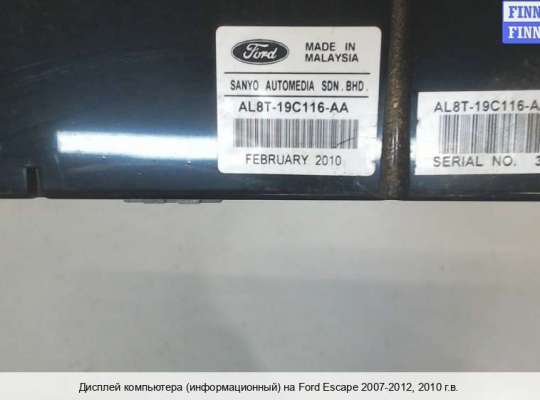 FINN
FINN
Ford
MADE IN
MALAYSIA
SANYO AUTOMEDIA SDN . BHD .
AL8T-19C116-AA
FEBRUARY 2010
AL8T-19C116-A
SERIAL NO. 3
Дисплей компьютера (информационный) на Ford Escape 2007-2012, 2010 г.в.